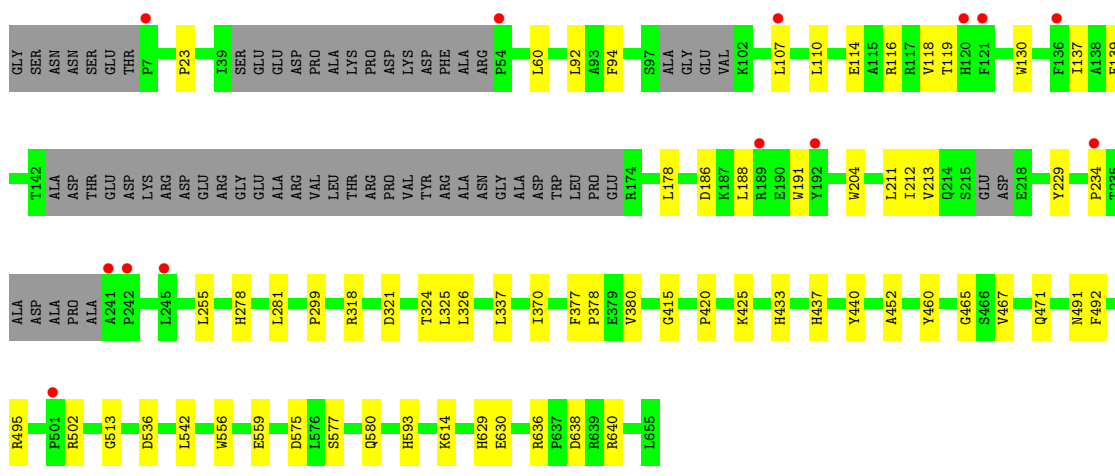 GLY SER ASN ASN SER GLU THR P7 P23 I39 SER GLU GLU ASP PRO ALA LYS PRO ASP LYS ASP PHE ALA ARG P54 L60 L92 A93 F94 S97 ALA GLY GLU VAL K102 L107 L110 E114 A115 R116 R117 V118 T119 H120 F121 W130 F136 I137 A138 E139
T142 ALA ASP THR GLU ASP LYS ARG ASP GLU ARG GLY GLU ALA ARG VAL LEU THR ARG PRO VAL TYR ARG ALA ASN GLY ALA ASP TRP LEU PRO GLU R174 L178 D186 K187 L188 R189 E190 W191 Y192 W204 L211 I212 V213 Q214 S215 GLU ASP E218 Y229 P234 T235
ALA ASP ALA PRO ALA A241 P242 L245 L255 H278 L281 P299 R318 D321 T324 L325 L326 L337 I370 F377 P378 E379 V380 G415 P420 K425 H433 H437 Y440 A452 Y460 G465 S466 V467 Q471 N491 F492
R495 P501 R502 G513 D536 L542 W556 E559 D575 L576 S577 Q580 H593 K614 H629 E630 R636 P637 D638 R639 R640 L655